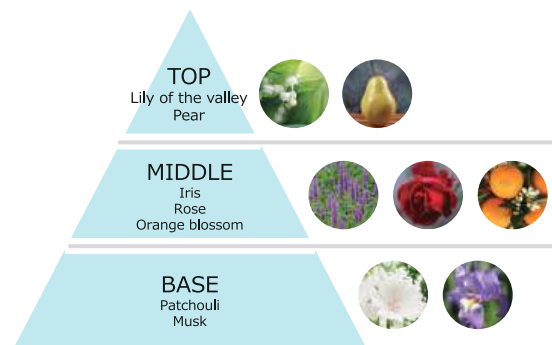 TOP
Lily of the valley
Pear
MIDDLE
Iris
Rose
Orange blossom
BASE
Patchouli
Musk